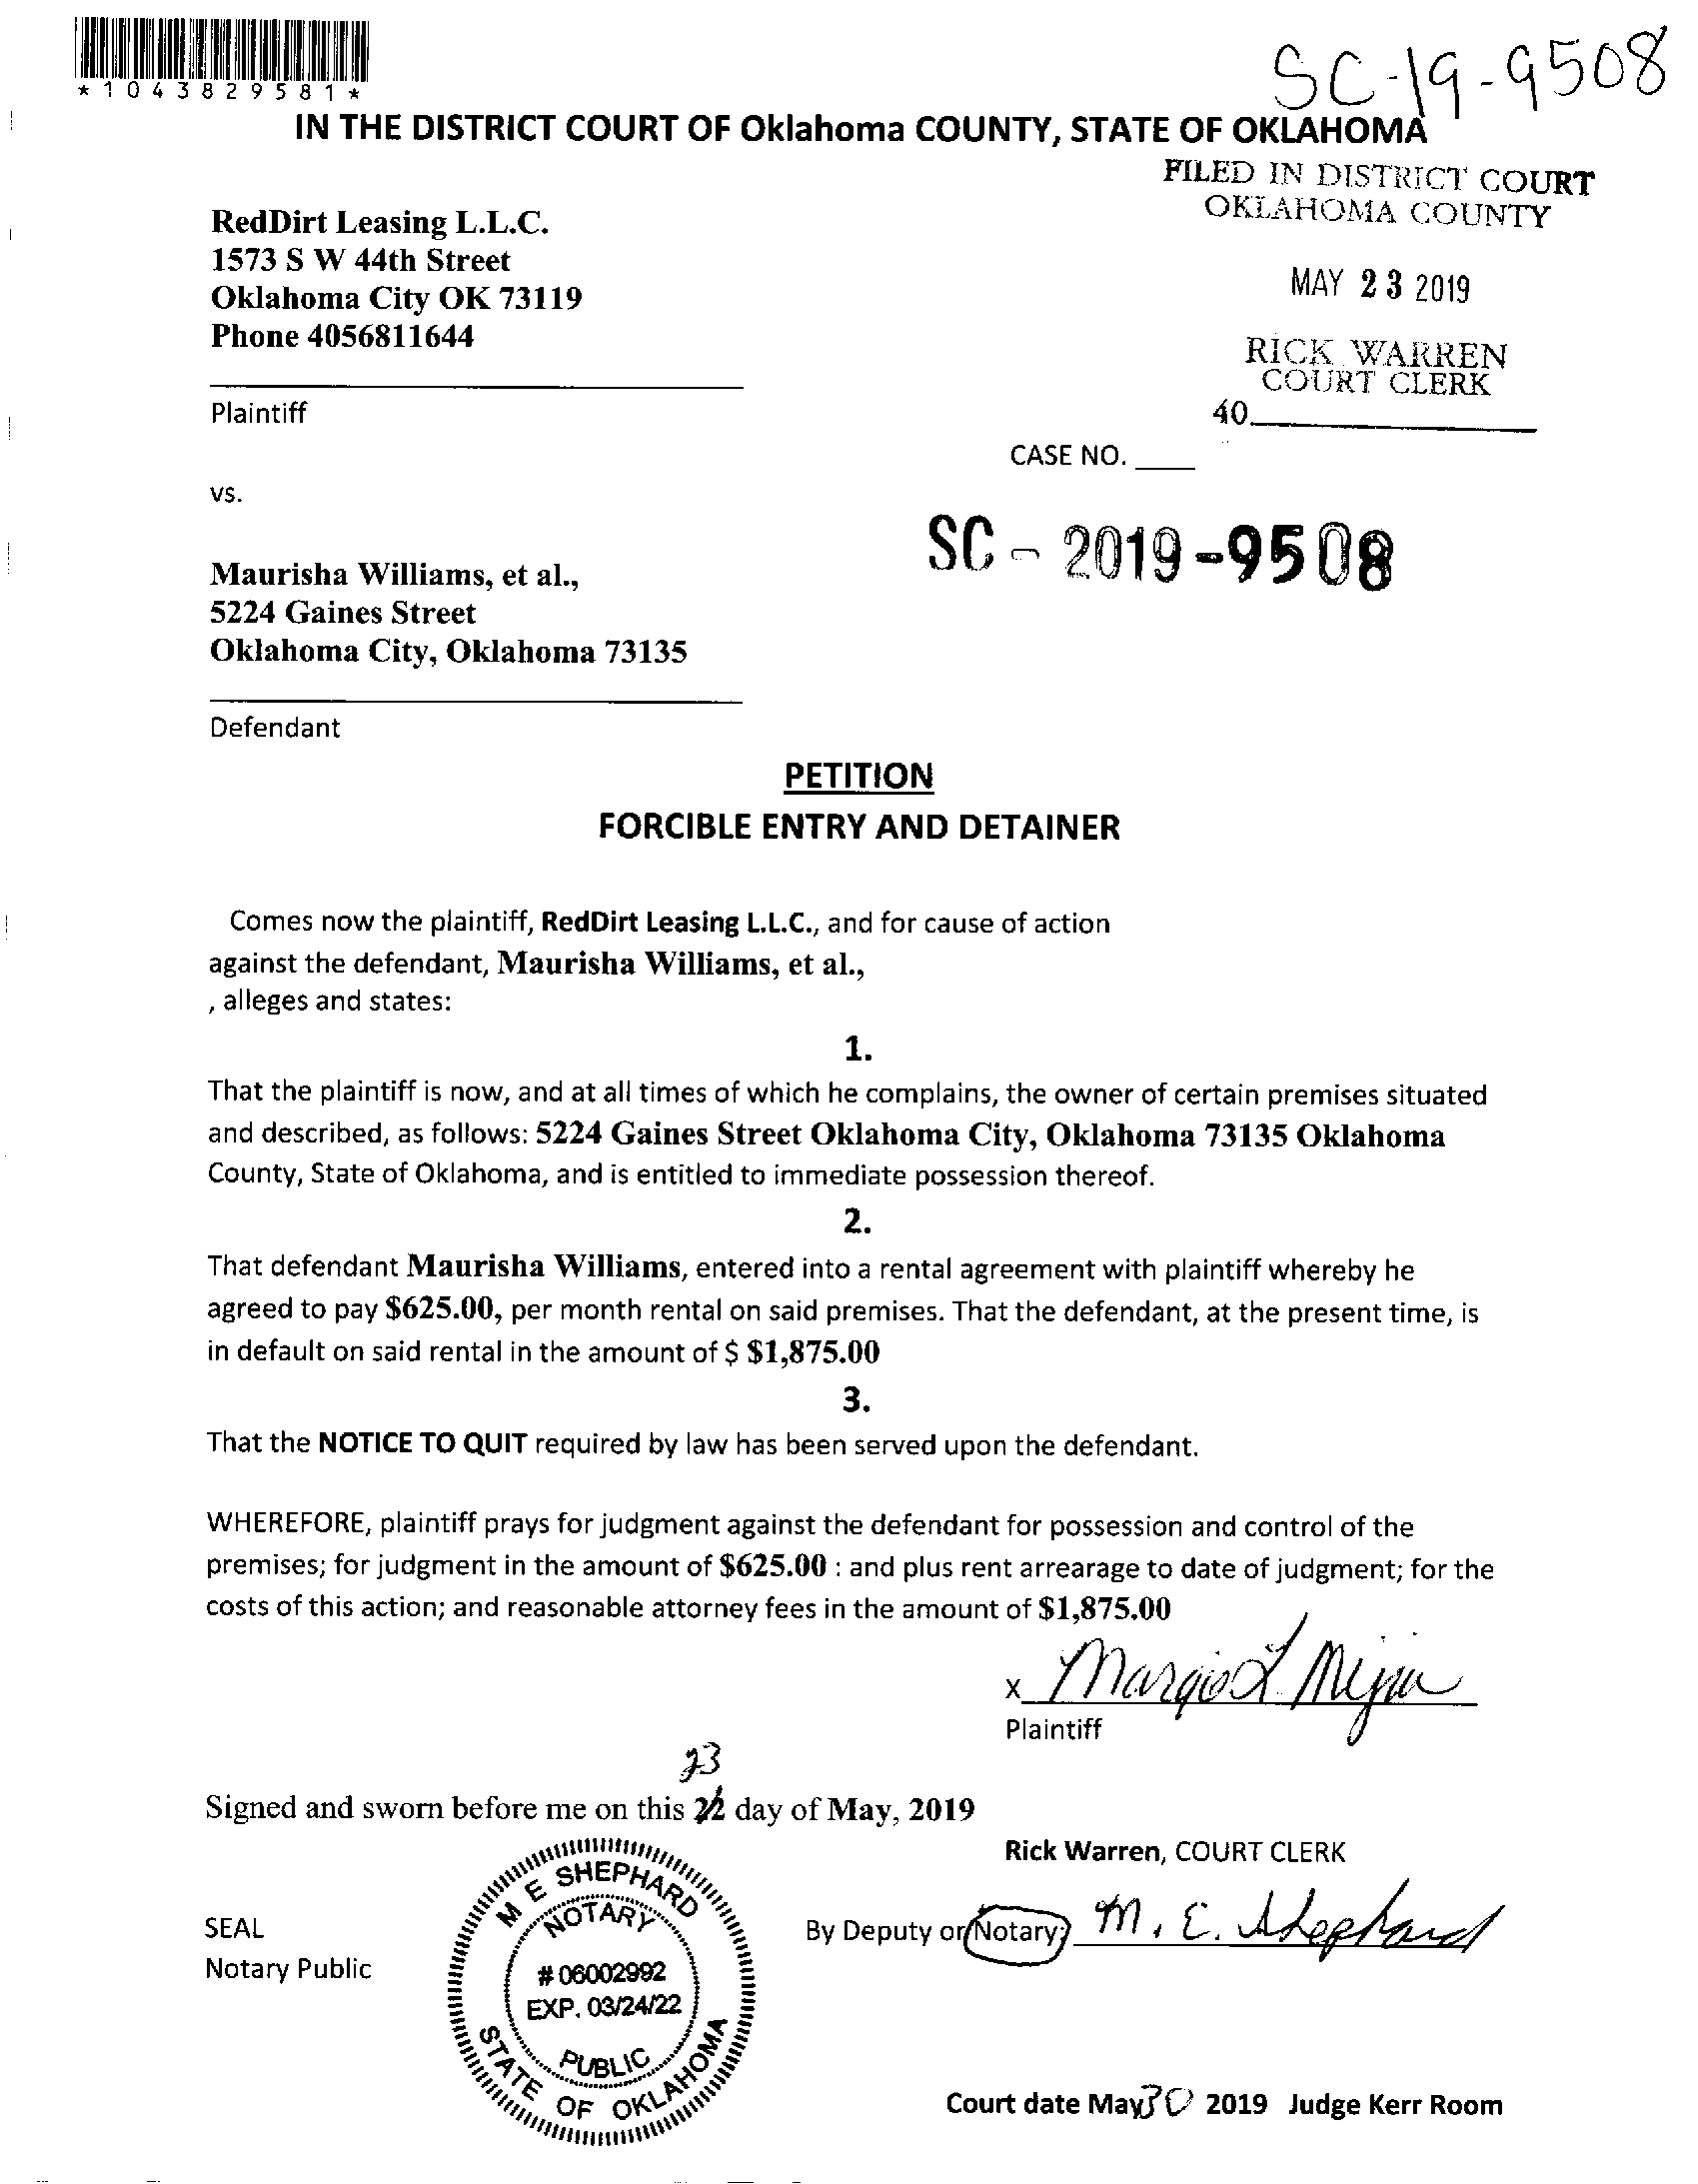 *1043829581*
SC-19-9508
IN THE DISTRICT COURT OF Oklahoma COUNTY, STATE OF OKLAHOMA
FILED IN DISTRICT COURT
OKLAHOMA COUNTY
RedDirt Leasing L.L.C.
1573 S W 44th Street
Oklahoma City OK 73119
Phone 4056811644
MAY 23 2019
RICK WARREN
COURT CLERK
40
Plaintiff
CASE NO.
vs.
SC - 2019 -9508
Maurisha Williams, et al.,
5224 Gaines Street
Oklahoma City, Oklahoma 73135
Defendant
PETITION
FORCIBLE ENTRY AND DETAINER
Comes now the plaintiff, RedDirt Leasing L.L.C., and for cause of action
against the defendant, Maurisha Williams, et al.,
, alleges and states:
1.
That the plaintiff is now, and at all times of which he complains, the owner of certain premises situated
and described, as follows: 5224 Gaines Street Oklahoma City, Oklahoma 73135 Oklahoma
County, State of Oklahoma, and is entitled to immediate possession thereof.
2.
That defendant Maurisha Williams, entered into a rental agreement with plaintiff whereby he
agreed to pay $625.00, per month rental on said premises. That the defendant, at the present time, is
in default on said rental in the amount of $ $1,875.00
3.
That the NOTICE TO QUIT required by law has been served upon the defendant.
WHEREFORE, plaintiff prays for judgment against the defendant for possession and control of the
premises; for judgment in the amount of $625.00 : and plus rent arrearage to date of judgment; for the
costs of this action; and reasonable attorney fees in the amount of $1,875.00
x
Plaintiff
23
Signed and sworn before me on this 22 day of May, 2019
Rick Warren, COURT CLERK
SEAL
Notary Public
M E SHEPHARD
NOTARY
# 06002992
EXP. 03/24/22
PUBLIC
STATE OF OKLAHOMA
By Deputy or Notary; M. E. Shephard
Court date May 30 2019 Judge Kerr Room